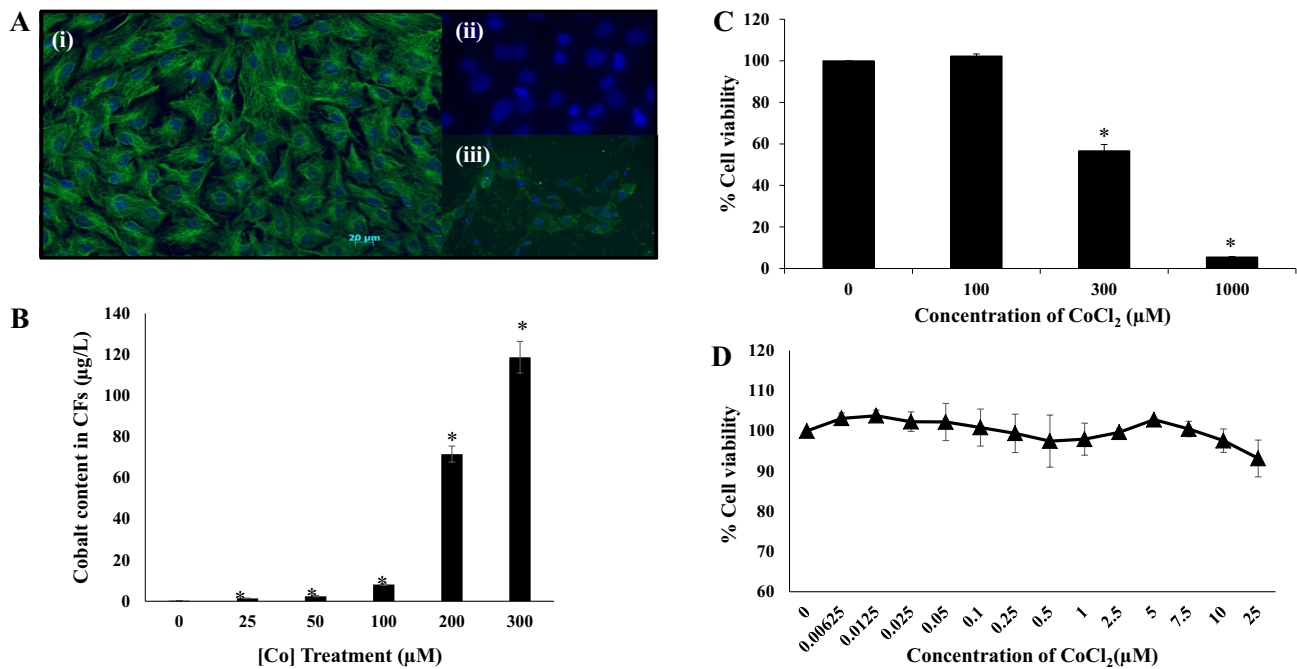 A
(i)
(ii)
(iii)
20 µm
B
Cobalt content in CFs (µg/L)
140
120
100
80
60
40
20
0
*
*
*
*
*
0 25 50 100 200 300
[Co] Treatment (µM)
C
% Cell viability
120
100
80
60
40
20
0
*
*
0 100 300 1000
Concentration of CoCl₂ (µM)
D
% Cell viability
120
110
100
90
80
70
60
0 0.00625 0.0125 0.025 0.05 0.1 0.25 0.5 1 2.5 5 7.5 10 25
Concentration of CoCl₂(µM)